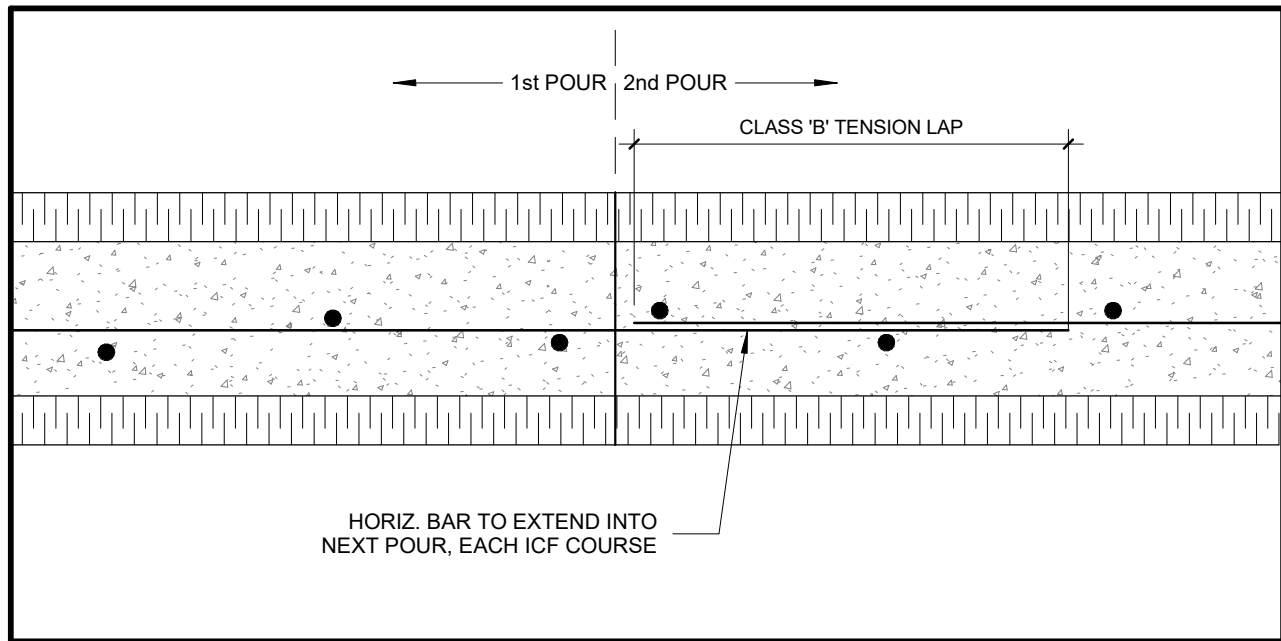 1st POUR 2nd POUR
CLASS 'B' TENSION LAP
HORIZ. BAR TO EXTEND INTO
NEXT POUR, EACH ICF COURSE